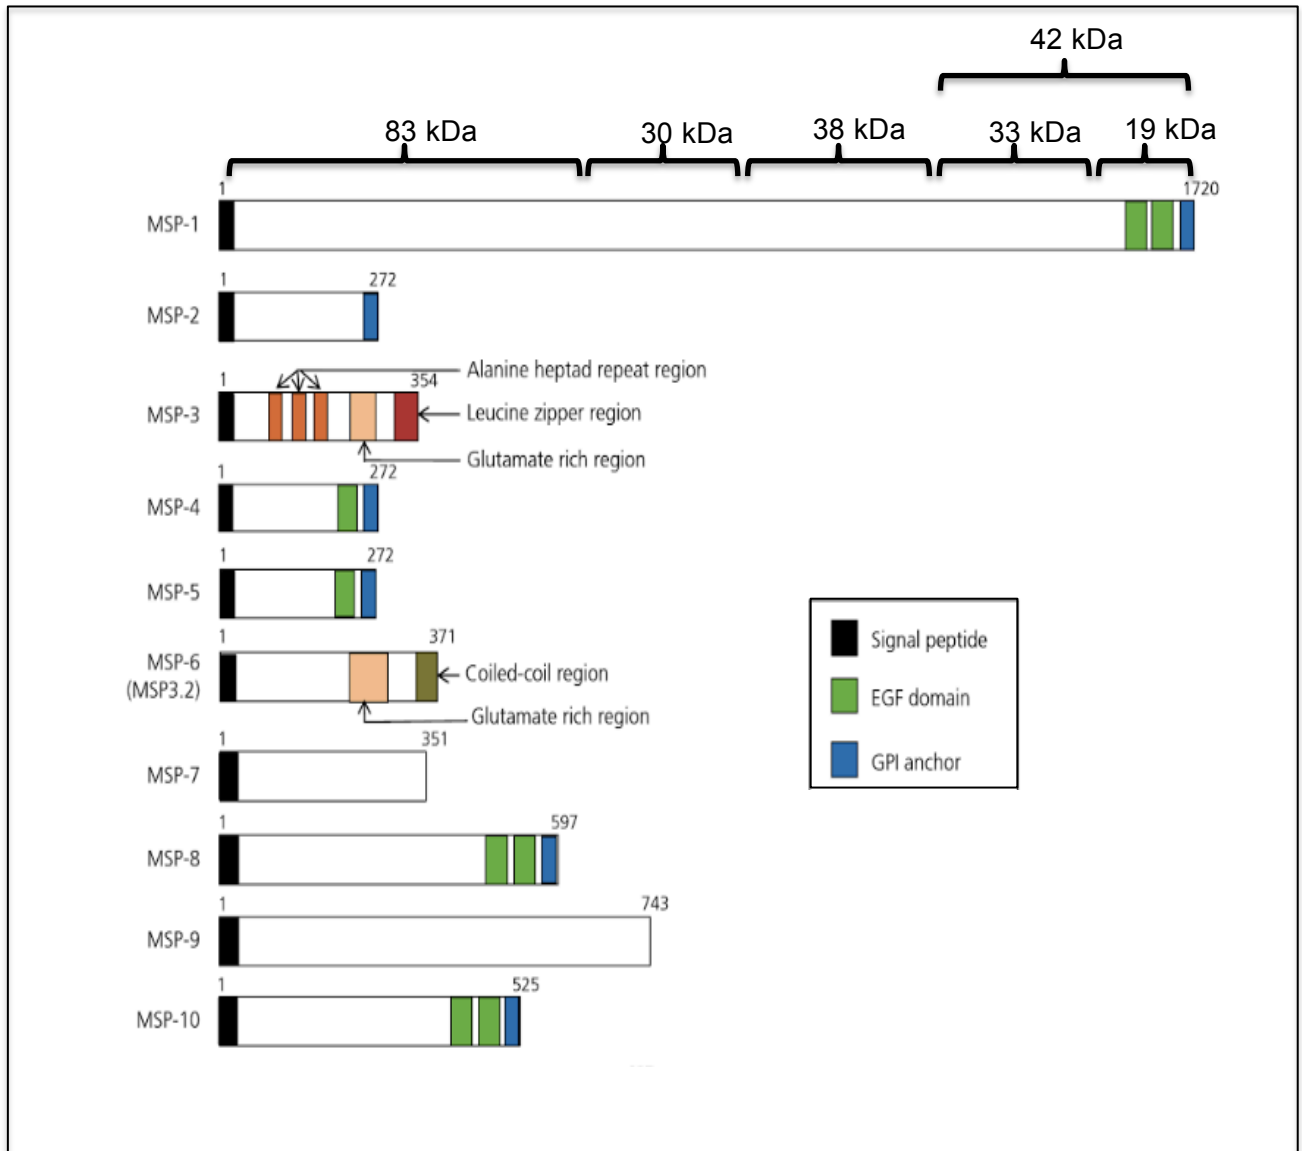 42 kDa
83 kDa
30 kDa
38 kDa
33 kDa
19 kDa
1
1720
MSP-1
1
272
MSP-2
Alanine heptad repeat region
1
354
MSP-3
Leucine zipper region
Glutamate rich region
1
272
MSP-4
1
272
MSP-5
1
371
MSP-6
(MSP3.2)
Coiled-coil region
Glutamate rich region
1
351
MSP-7
1
597
MSP-8
1
743
MSP-9
1
525
MSP-10
Signal peptide
EGF domain
GPI anchor